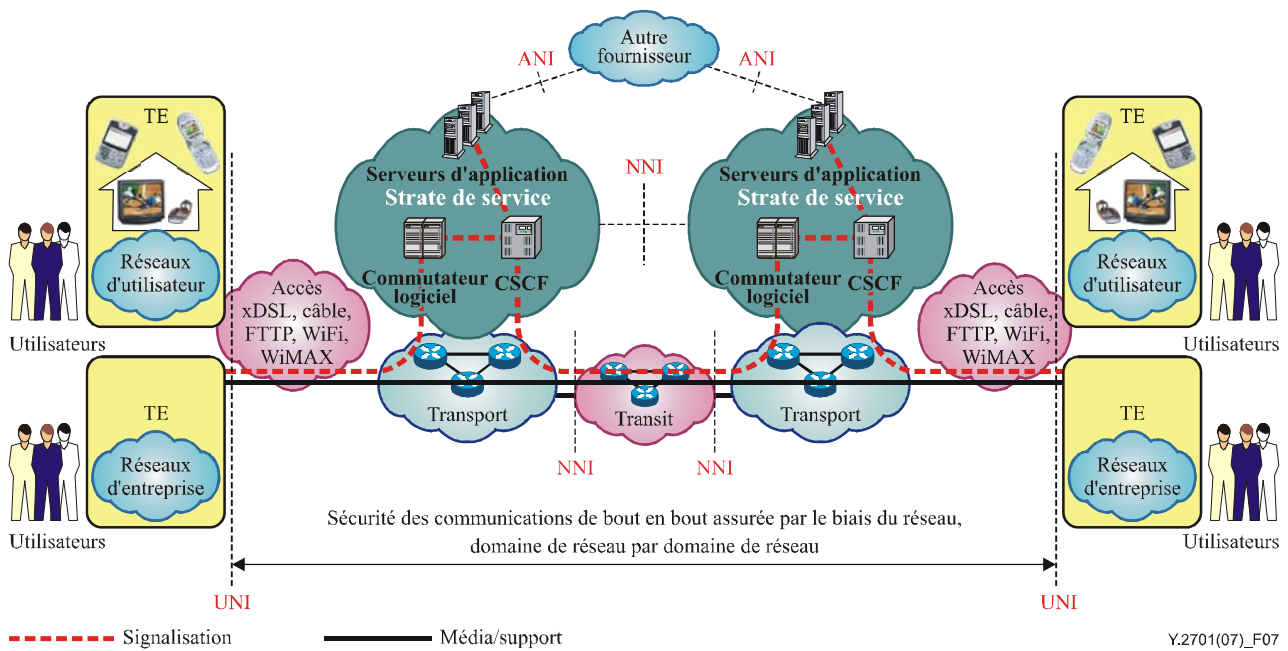 Autre
fournisseur
ANI
ANI
TE
TE
NNI
Serveurs d'application
Strate de service
Serveurs d'application
Strate de service
Commutateur
logiciel
CSCF
Commutateur
logiciel
CSCF
Réseaux
d'utilisateur
Réseaux
d'utilisateur
Accès
xDSL, câble,
FTTP, WiFi,
WiMAX
Accès
xDSL, câble,
FTTP, WiFi,
WiMAX
Utilisateurs
Utilisateurs
Transport
Transit
Transport
TE
TE
NNI
NNI
Réseaux
d'entreprise
Réseaux
d'entreprise
Utilisateurs
Utilisateurs
Sécurité des communications de bout en bout assurée par le biais du réseau,
domaine de réseau par domaine de réseau
UNI
UNI
Signalisation
Média/support
Y.2701(07)_F07